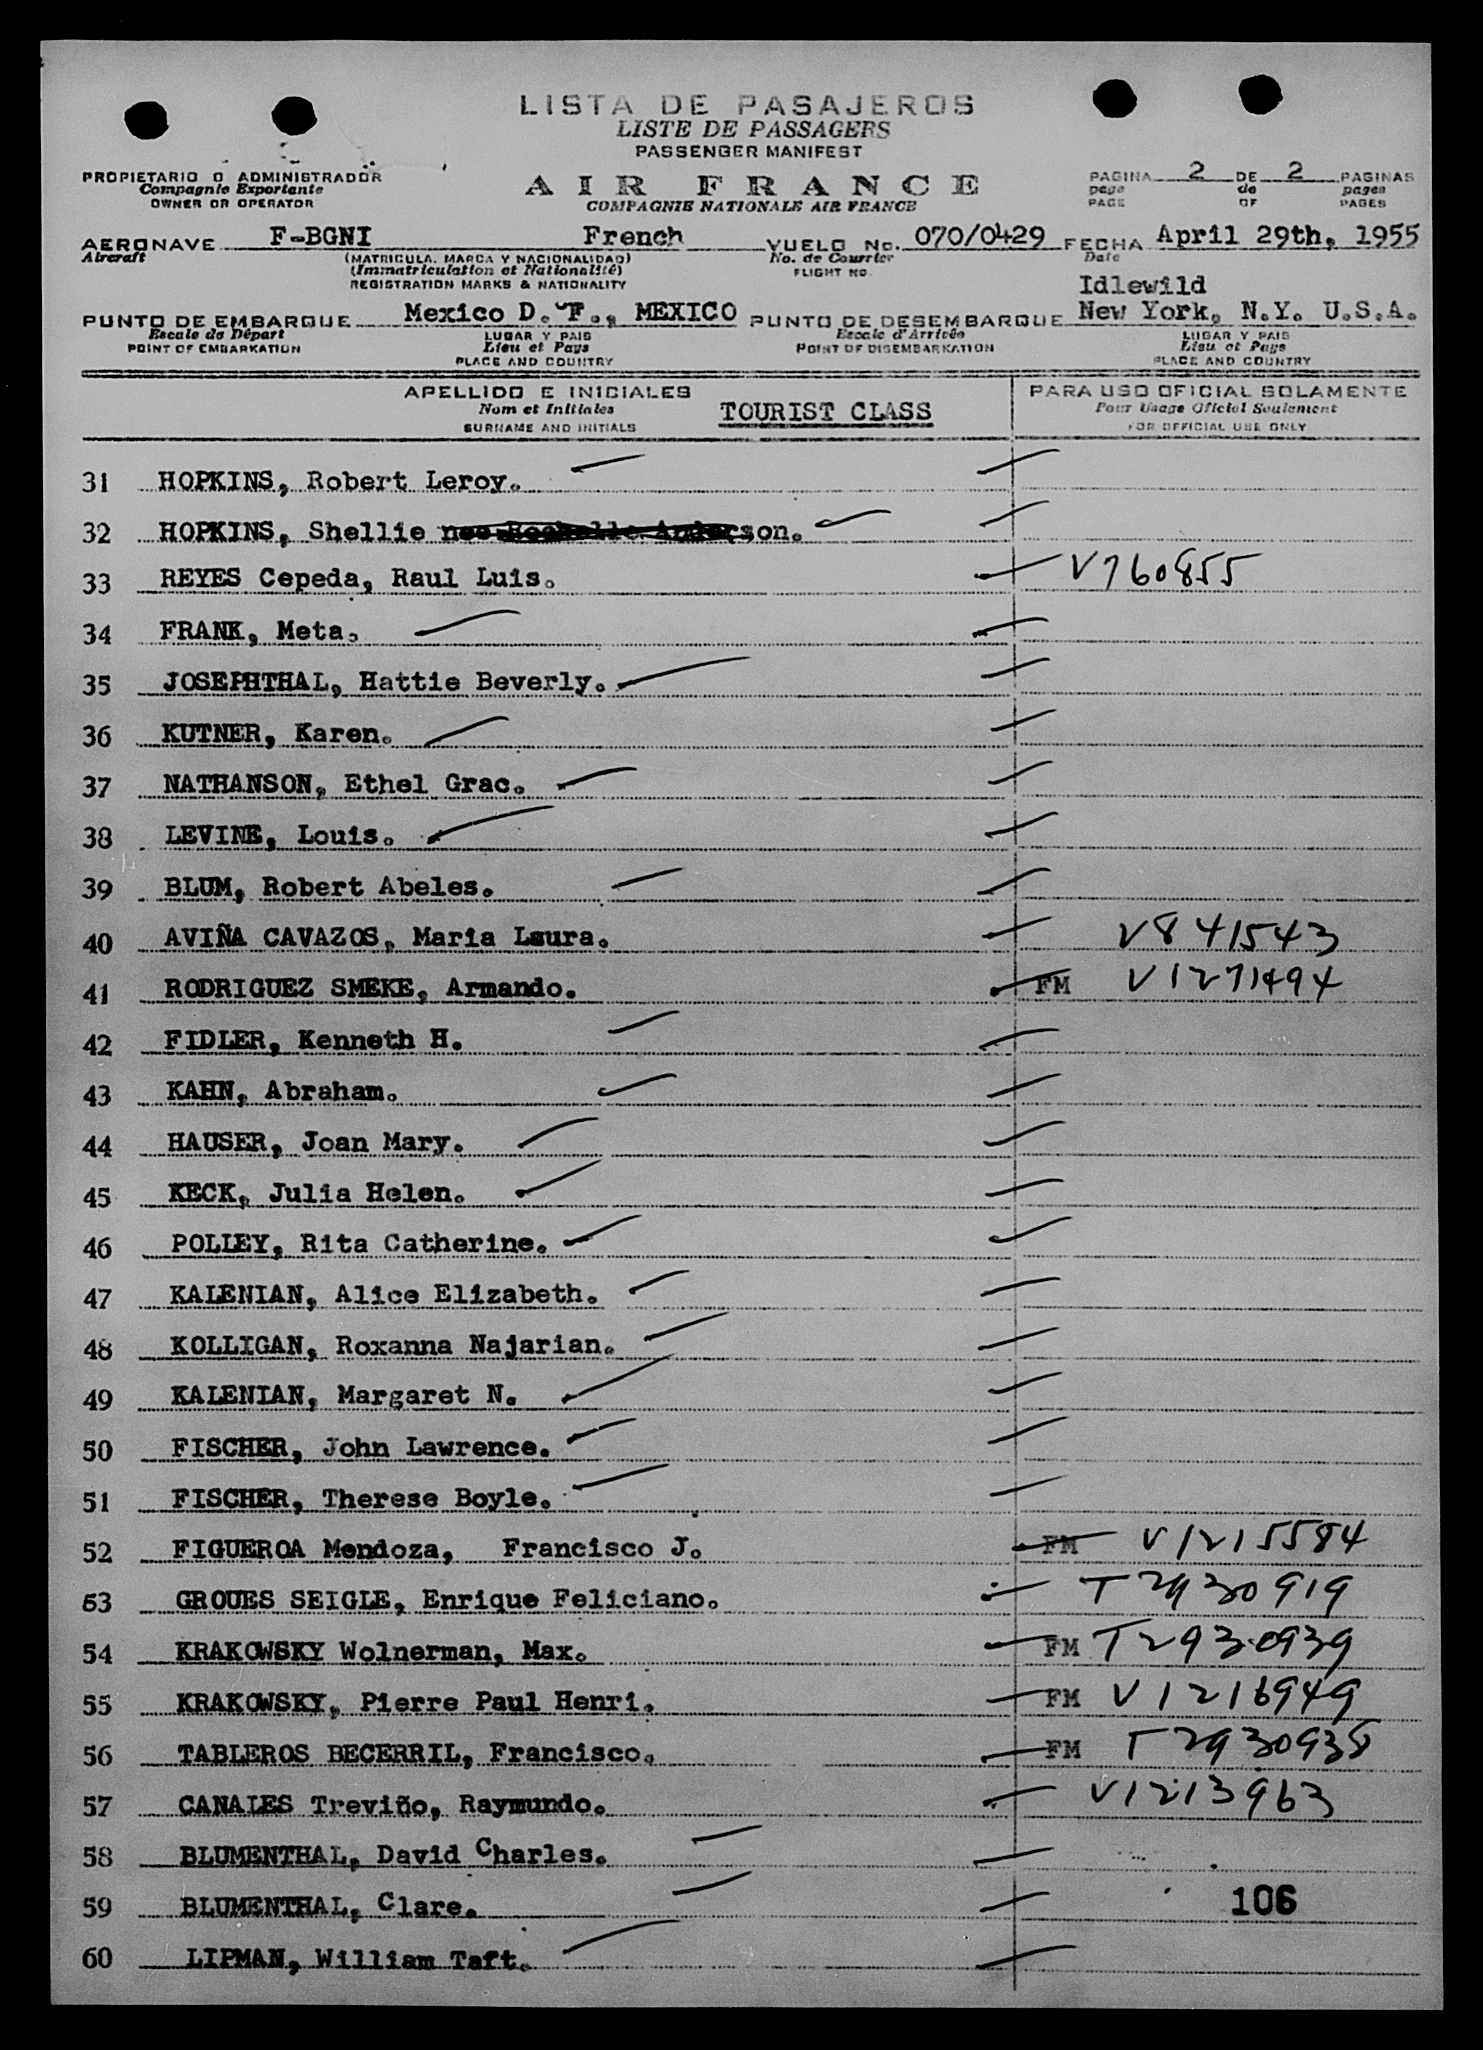 LISTA DE PASAJEROS
LISTE DE PASSAGERS
PASSENGER MANIFEST
PROPIETARIO O ADMINISTRADOR
Compagnie Exportante
OWNER OR OPERATOR
AIR FRANCE
COMPAGNIE NATIONALE AIR FRANCE
PAGINA 2 DE 2 PAGINAS
page de pages
PAGE OF PAGES
AERONAVE F-BGNI French VUELO No. 070/0429 FECHA April 29th, 1955
Aircraft (MATRICULA, MARCA Y NACIONALIDAD) No. de Courrier Date
(Immatriculation et Nationalité) FLIGHT NO.
REGISTRATION MARKS & NATIONALITY
Idlewild
PUNTO DE EMBARQUE Mexico D. F., MEXICO PUNTO DE DESEMBARQUE New York, N.Y. U.S.A.
Escale de Départ LUGAR Y PAIS Escale d'Arrivée LUGAR Y PAIS
POINT OF EMBARKATION Lieu et Pays POINT OF DISEMBARKATION Lieu et Pays
PLACE AND COUNTRY PLACE AND COUNTRY
APELLIDO E INICIALES PARA USO OFICIAL SOLAMENTE
Nom et Initiales TOURIST CLASS Pour Usage Oficiel Seulement
SURNAME AND INITIALS FOR OFFICIAL USE ONLY
31 HOPKINS, Robert Leroy.
32 HOPKINS, Shellie nee Anderson.
33 REYES Cepeda, Raul Luis. V760855
34 FRANK, Meta.
35 JOSEPHTHAL, Hattie Beverly.
36 KUTNER, Karen.
37 NATHANSON, Ethel Grac.
38 LEVINE, Louis.
39 BLUM, Robert Abeles.
40 AVIÑA CAVAZOS, Maria Laura. V841543
41 RODRIGUEZ SMEKE, Armando. FM V1271494
42 FIDLER, Kenneth H.
43 KAHN, Abraham.
44 HAUSER, Joan Mary.
45 KECK, Julia Helen.
46 POLLEY, Rita Catherine.
47 KALENIAN, Alice Elizabeth.
48 KOLLIGAN, Roxanna Najarian.
49 KALENIAN, Margaret N.
50 FISCHER, John Lawrence.
51 FISCHER, Therese Boyle.
52 FIGUEROA Mendoza, Francisco J. FM V1215584
53 GROUES SEIGLE, Enrique Feliciano. T2930919
54 KRAKOWSKY Wolnerman, Max. FM T2930939
55 KRAKOWSKY, Pierre Paul Henri. FM V1216949
56 TABLEROS BECERRIL, Francisco. FM T2930938
57 CANALES Treviño, Raymundo. V1213963
58 BLUMENTHAL, David Charles.
59 BLUMENTHAL, Clare. 106
60 LIPMAN, William Taft.